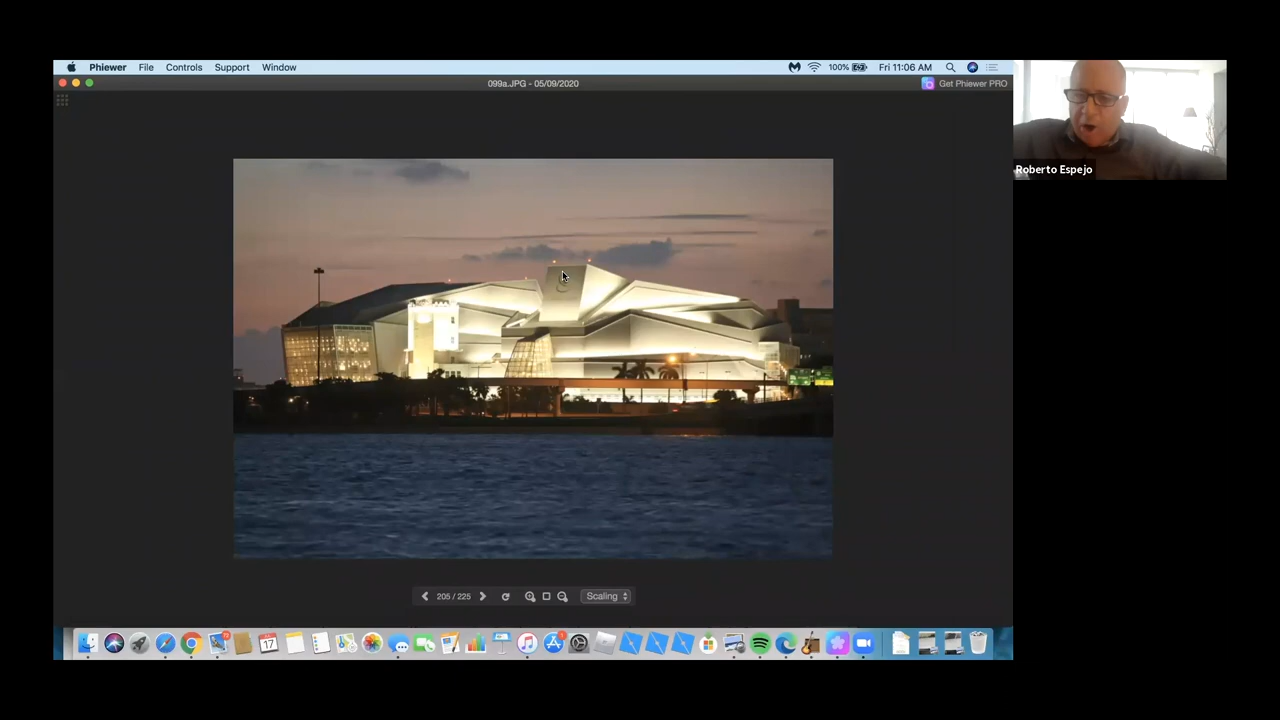 Phiewer File Controls Support Window 100% Fri 11:06 AM
099a.JPG - 05/09/2020 Get Phiewer PRO
Roberto Espejo
205 / 225 Scaling
17